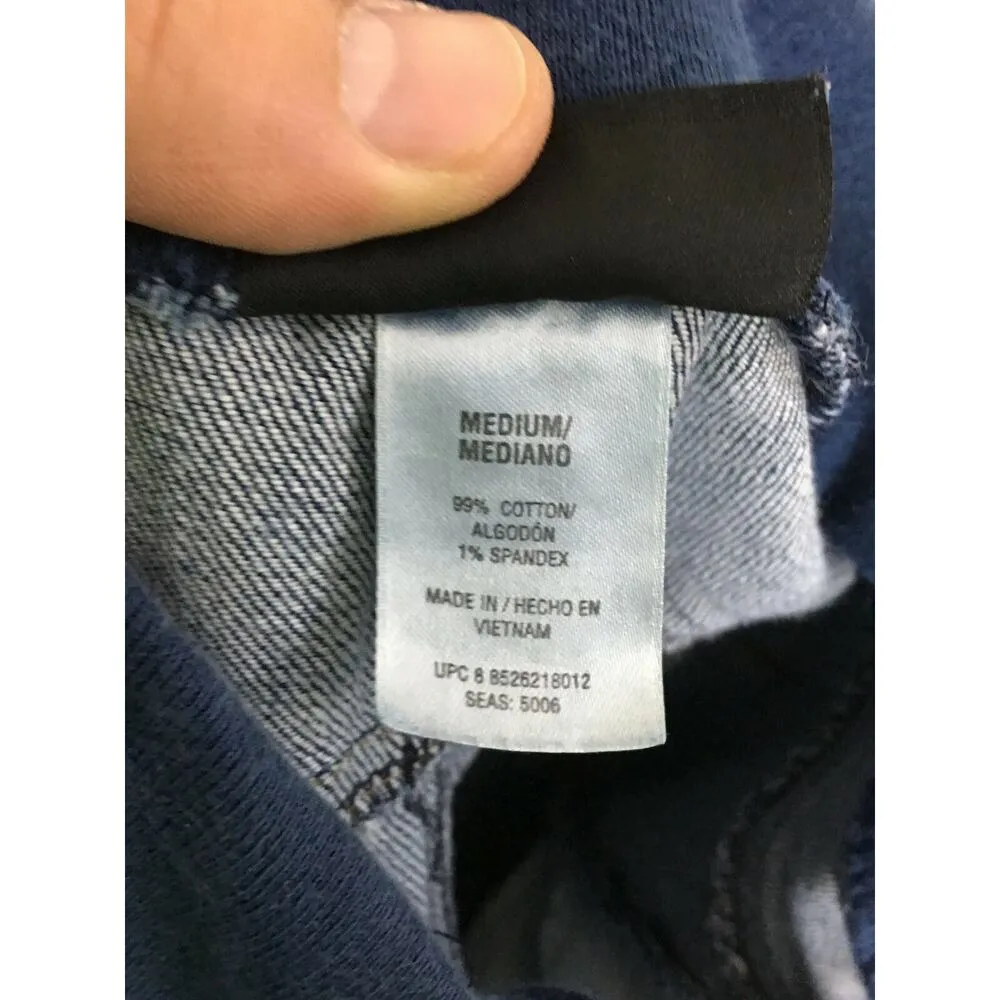 MEDIUM/
MEDIANO
99% COTTON/
ALGODÓN
1% SPANDEX
MADE IN / HECHO EN
VIETNAM
UPC 8 8526218012
SEAS: 5006